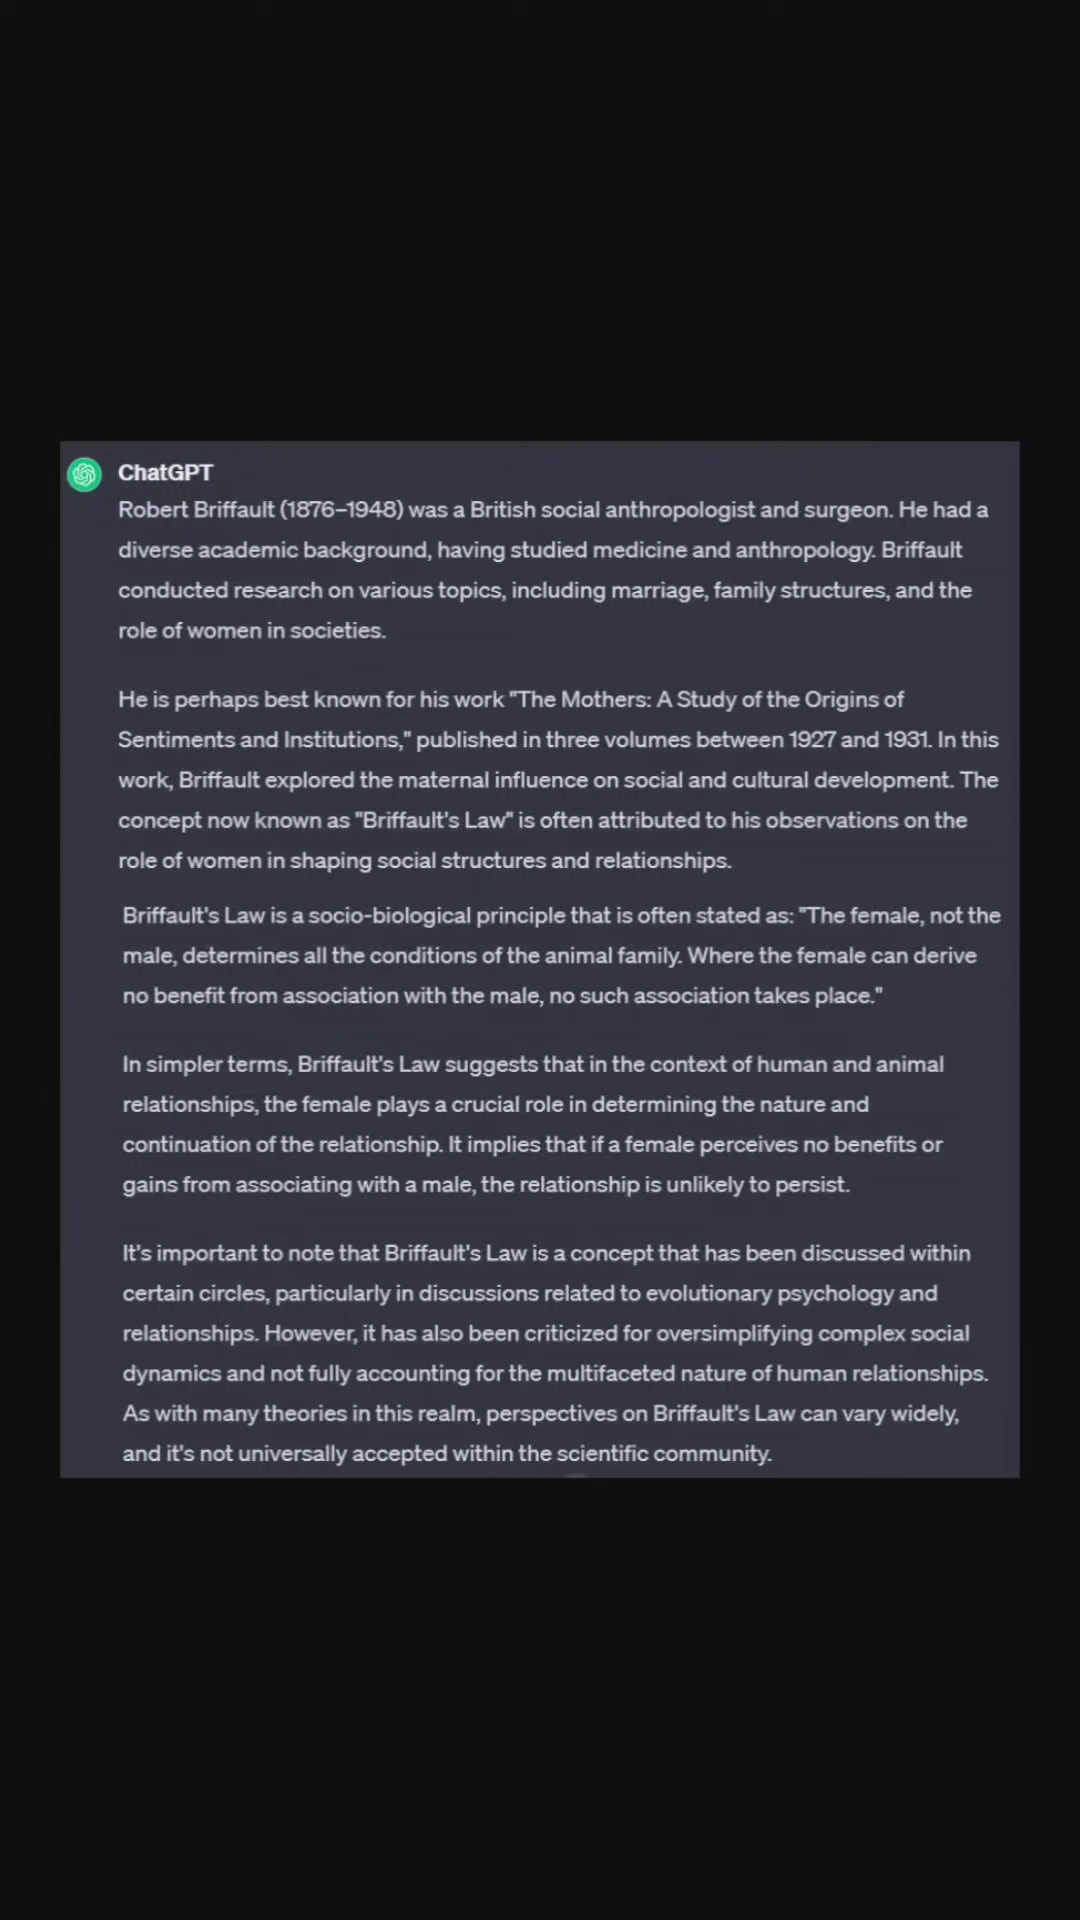 ChatGPT
Robert Briffault (1876–1948) was a British social anthropologist and surgeon. He had a
diverse academic background, having studied medicine and anthropology. Briffault
conducted research on various topics, including marriage, family structures, and the
role of women in societies.
He is perhaps best known for his work "The Mothers: A Study of the Origins of
Sentiments and Institutions," published in three volumes between 1927 and 1931. In this
work, Briffault explored the maternal influence on social and cultural development. The
concept now known as "Briffault's Law" is often attributed to his observations on the
role of women in shaping social structures and relationships.
Briffault's Law is a socio-biological principle that is often stated as: "The female, not the
male, determines all the conditions of the animal family. Where the female can derive
no benefit from association with the male, no such association takes place."
In simpler terms, Briffault's Law suggests that in the context of human and animal
relationships, the female plays a crucial role in determining the nature and
continuation of the relationship. It implies that if a female perceives no benefits or
gains from associating with a male, the relationship is unlikely to persist.
It's important to note that Briffault's Law is a concept that has been discussed within
certain circles, particularly in discussions related to evolutionary psychology and
relationships. However, it has also been criticized for oversimplifying complex social
dynamics and not fully accounting for the multifaceted nature of human relationships.
As with many theories in this realm, perspectives on Briffault's Law can vary widely,
and it's not universally accepted within the scientific community.